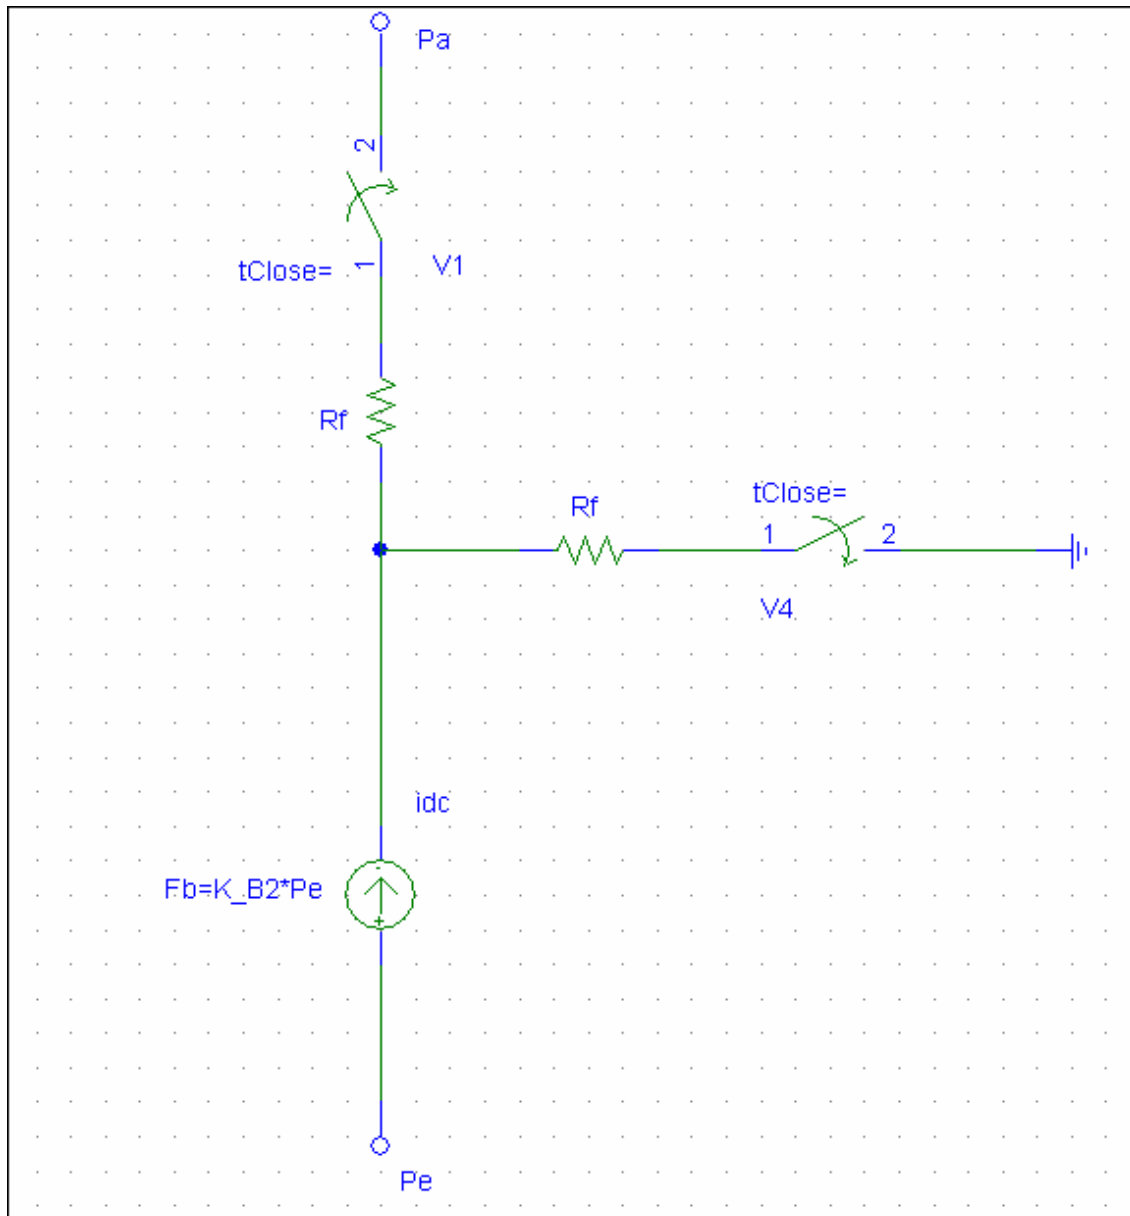 Pa
2
tClose=
1
V1
Rf
Rf
tClose=
1
2
V4
idc
Fb=K_B2*Pe
-
+
Pe